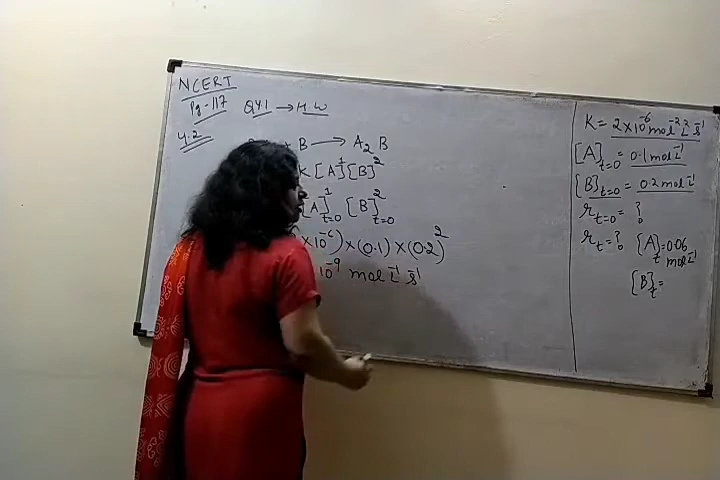 NCERT
Pg-117
Q4.1 → H.W
4.2
+ B → A₂ B
K [A]¹ [B]²
[A]¹t=0 [B]²t=0
×10⁻⁶) × (0.1) × (0.2)²
10⁻⁹ mol L⁻¹ s⁻¹
K = 2×10⁻⁶ mol⁻² L² s⁻¹
[A]t=0 = 0.1 mol L⁻¹
[B]t=0 = 0.2 mol L⁻¹
rt=0 = ?
rt = ? [A]t = 0.06
mol L⁻¹
[B]t =